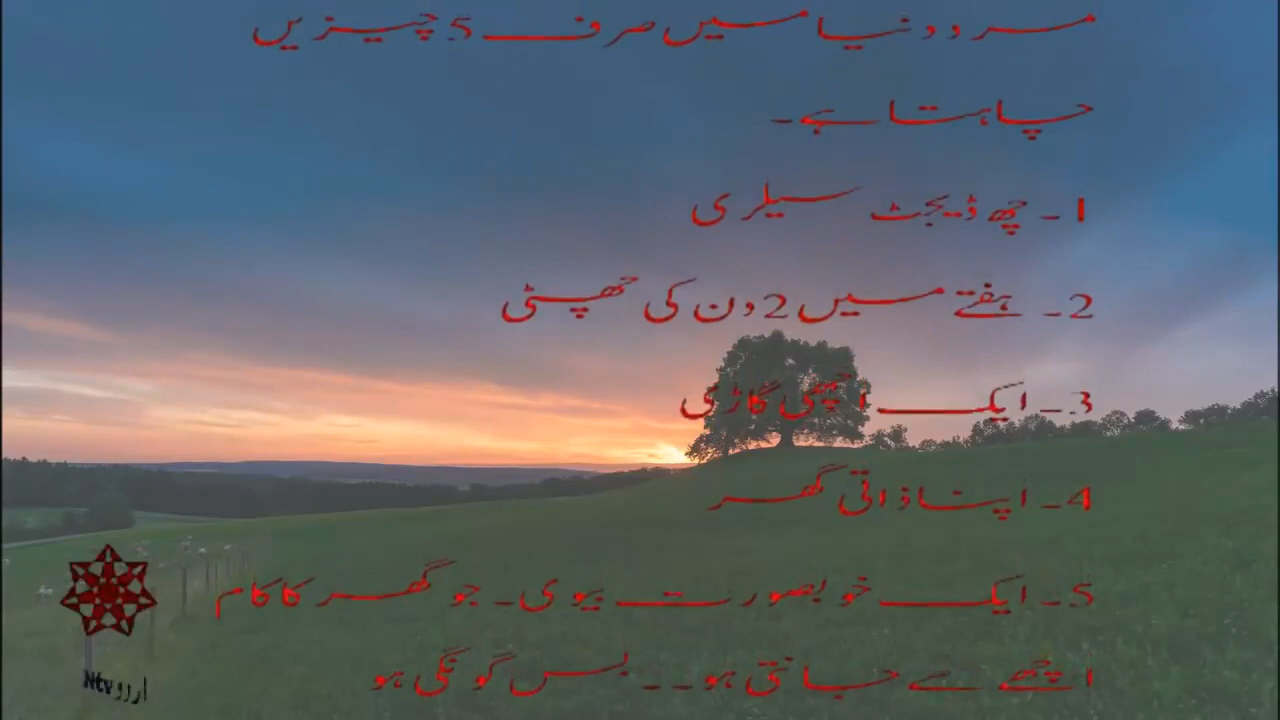 مرد دنیا میں صرف 5 چیزیں
چاہتا ہے۔
1۔ چھ ڈیجٹ سیلری
2۔ ہفتے میں 2 دن کی چھٹی
3۔ ایک اچھی گاڑی
4۔ اپنا ذاتی گھر
5۔ ایک خوبصورت بیوی۔ جو گھر کا کام
اچھے سے جانتی ہو۔۔ بس گونگی ہو
Ntv اردو